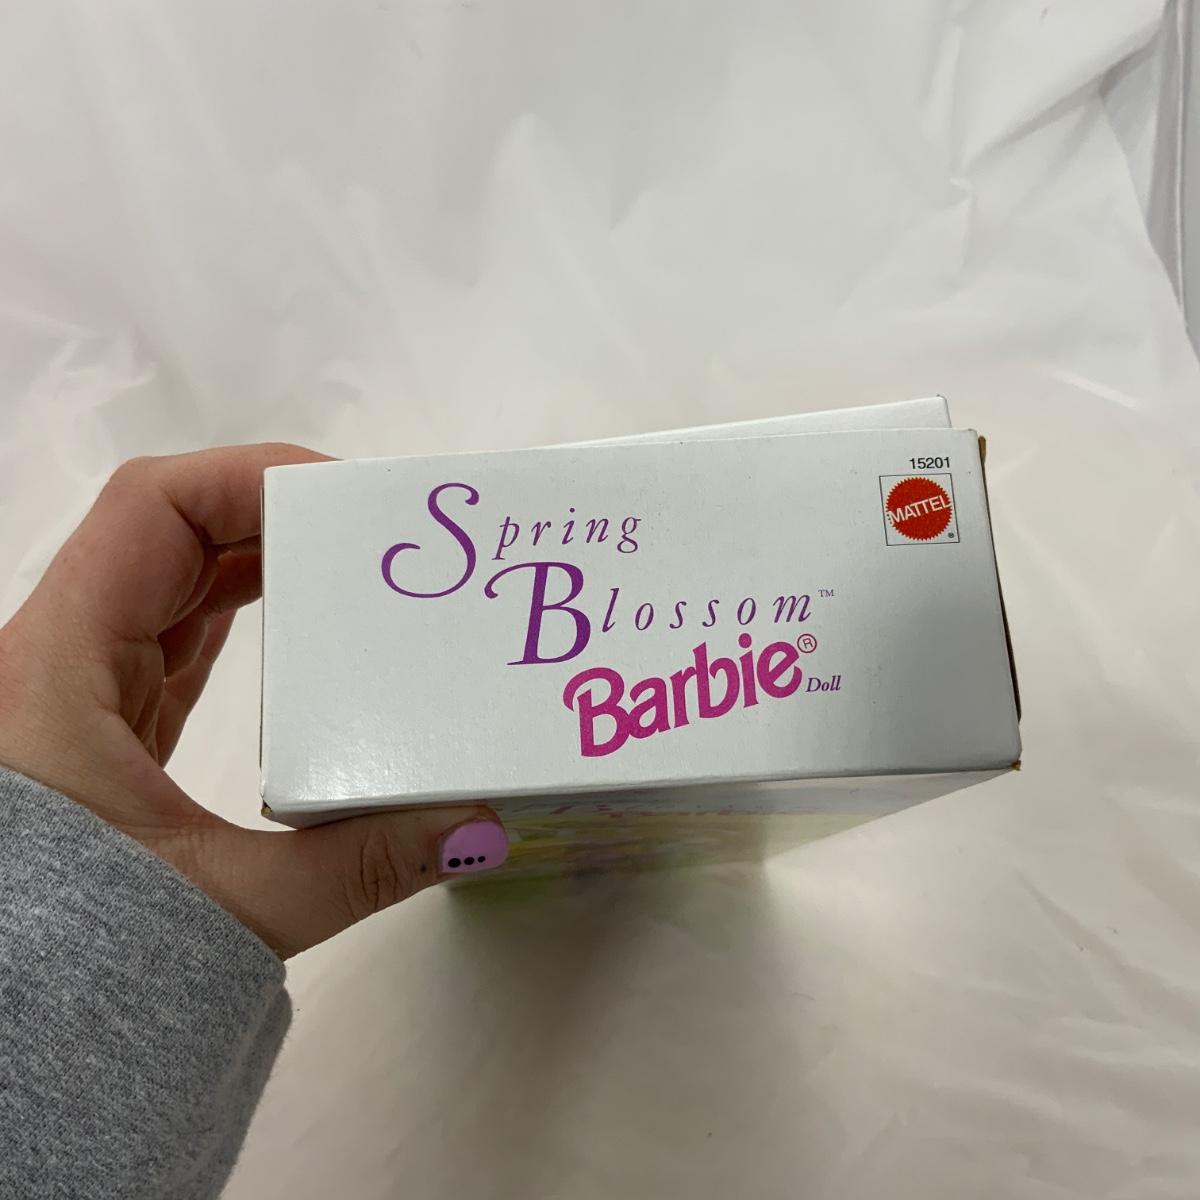 15201
MATTEL
®
Spring
Blossom™
Barbie®
Doll